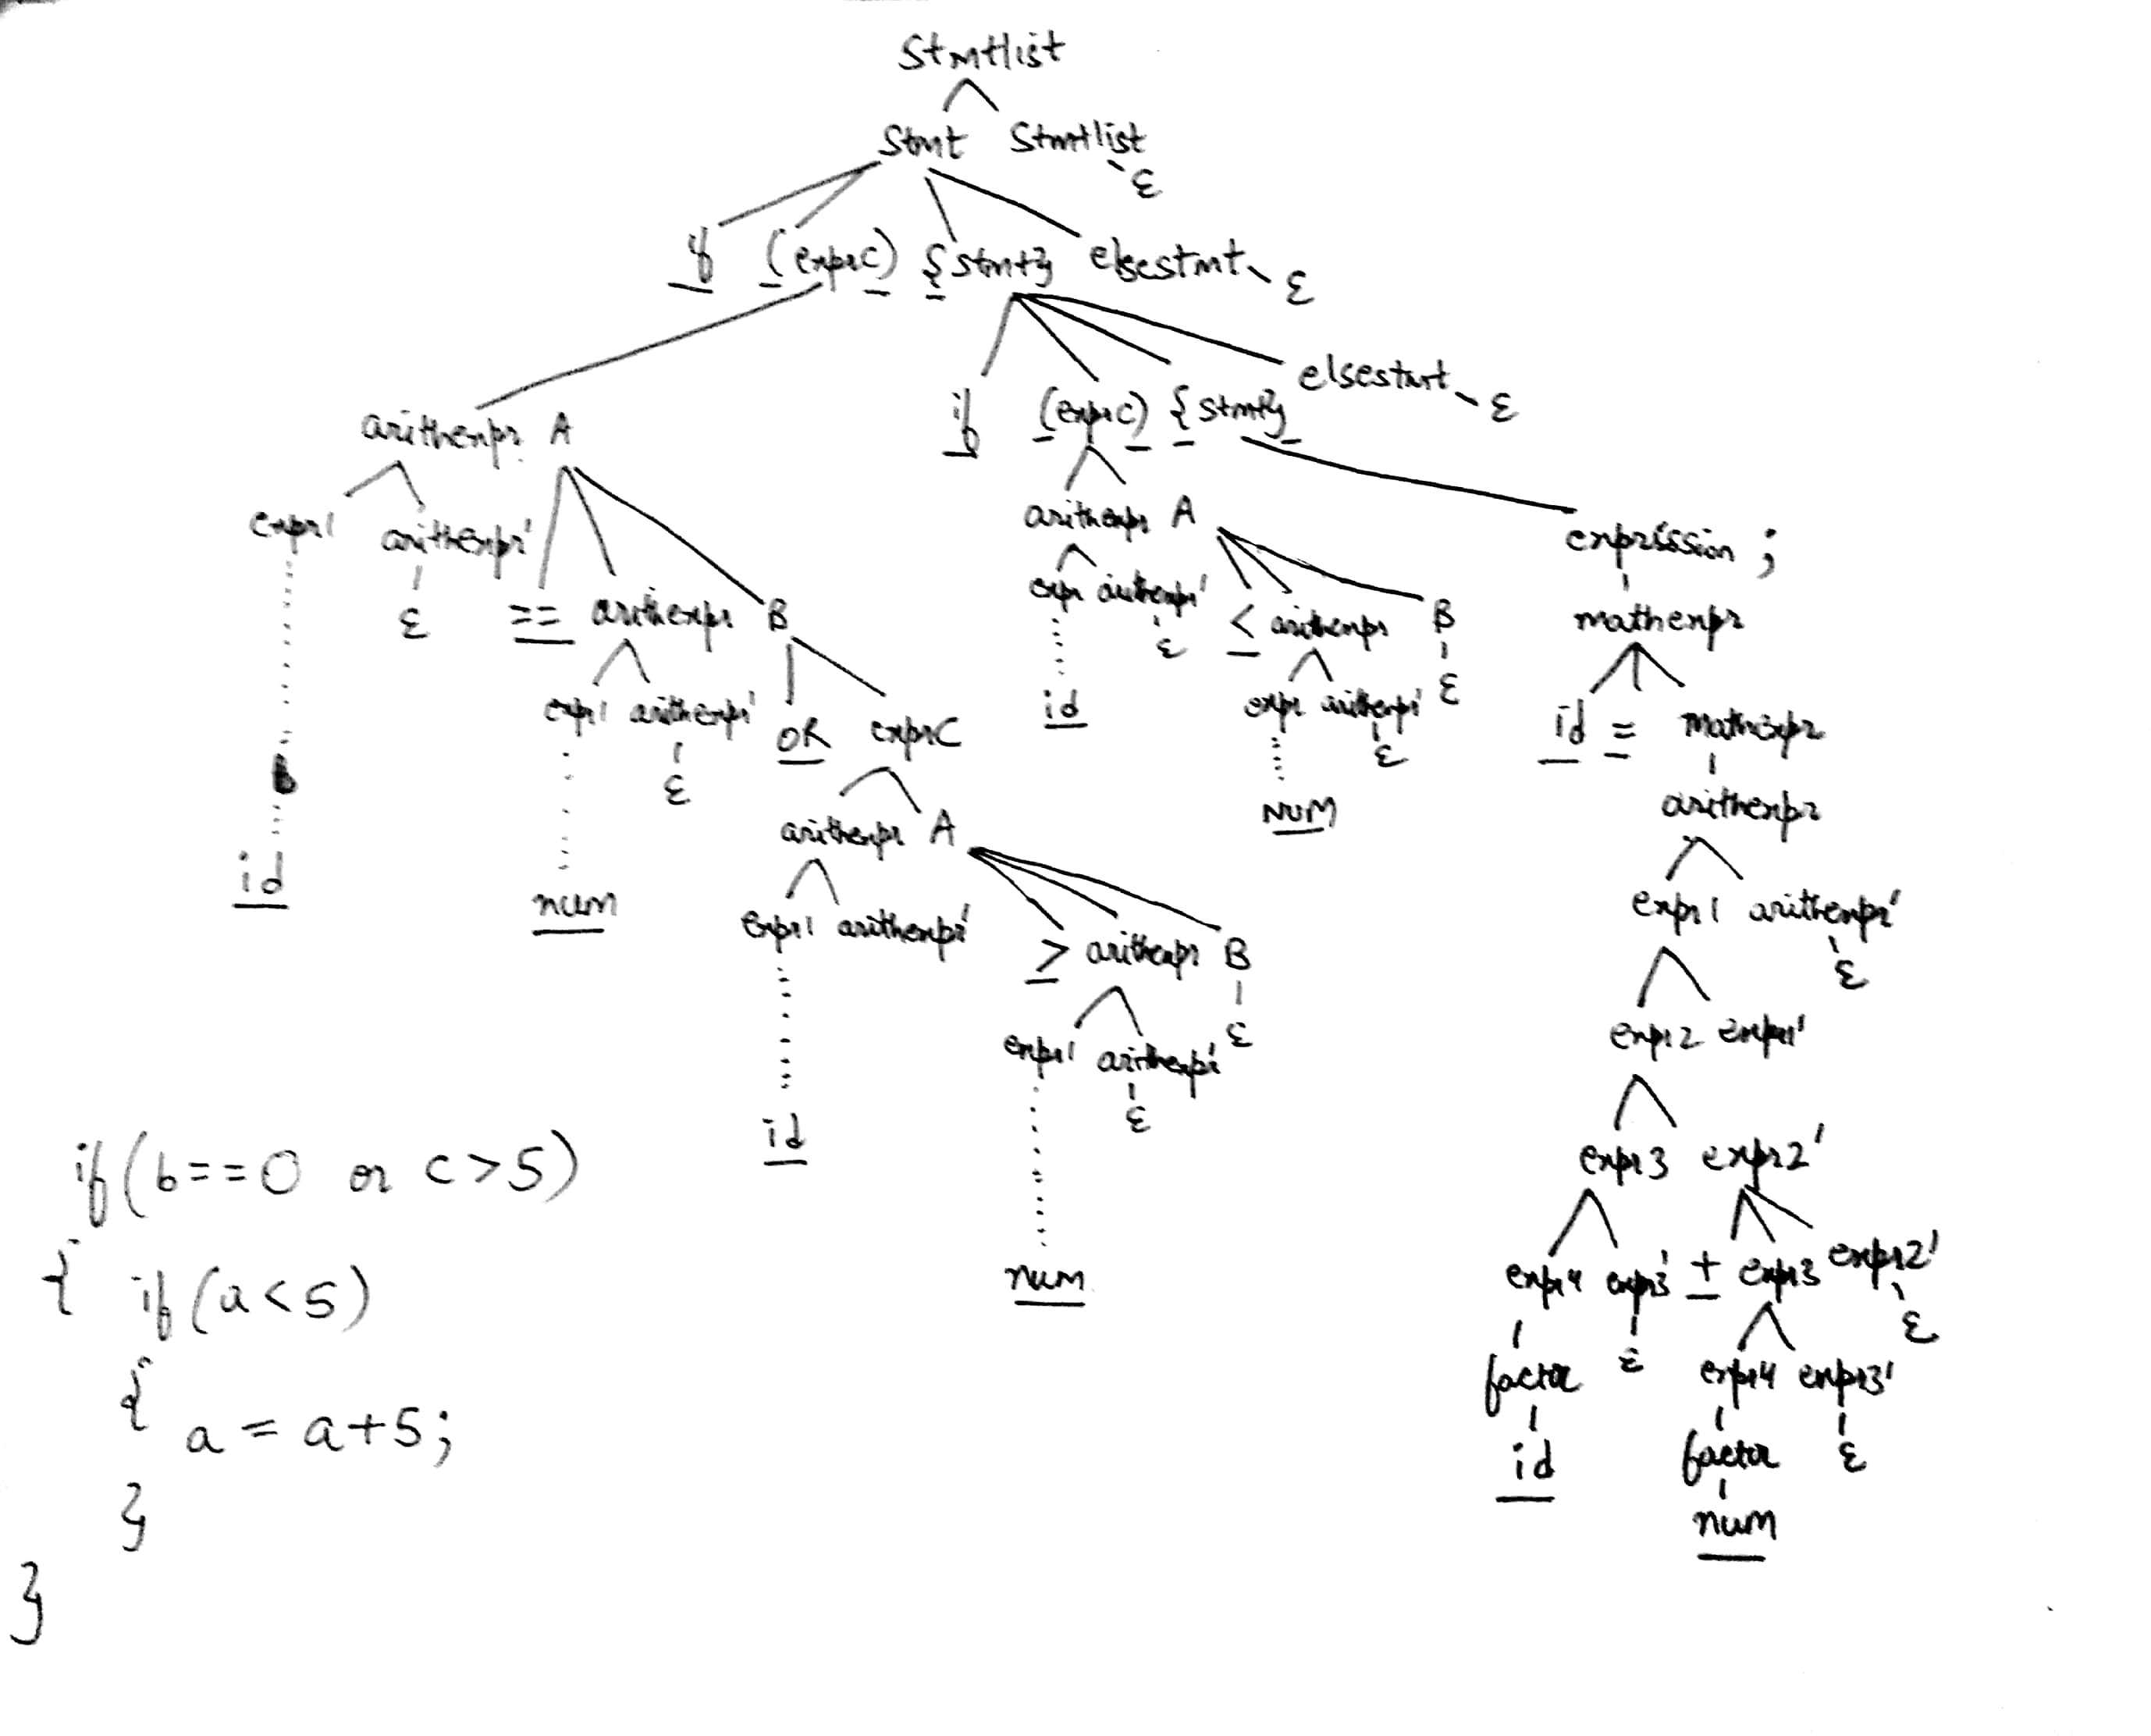 Stmtlist
Stmt Stmtlist
ε
if (exprC) {stmt} elsestmt ε
elsestmt ε
if (exprC) {stmt}
arithexpr A
arithexpr A
expression ;
expr1 arithexpr'
expr arithexpr'
ε
== arithexpr B
ε
< arithexpr B
mathexpr
ε
id
expr1 arithexpr'
expr arithexpr'
OR exprC
id = mathexpr
ε
ε
NUM
arithexpr A
arithexpr
id
num
expr1 arithexpr'
> arithexpr B
expr1 arithexpr'
ε
ε
expr1 arithexpr'
expr2 expr1'
ε
id
num
expr3 expr2'
expr4 expr3' + expr3 expr2'
ε
factor ε
expr4 expr3'
id
factor ε
num
if (b==0 or c>5)
{ if (a<5)
{
a = a+5;
}
}